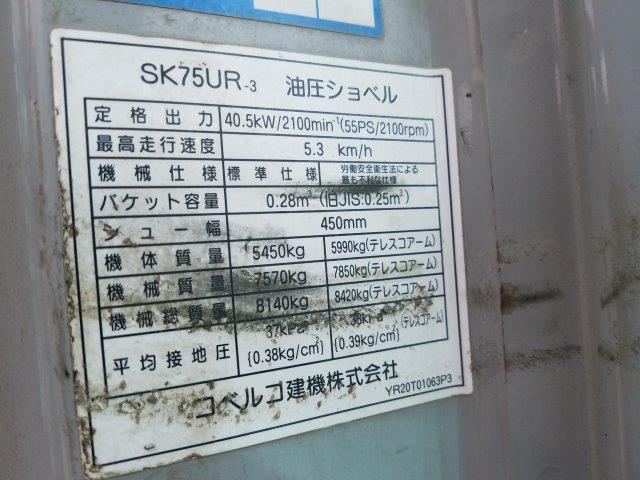 SK75UR-3 油圧ショベル
定格出力 40.5kW/2100min⁻¹(55PS/2100rpm)
最高走行速度 5.3 km/h
機械仕様 標準仕様 労働安全衛生法による
最も不利な仕様
バケット容量 0.28m³ (旧JIS:0.25m³)
シュー幅 450mm
機体質量 5450kg 5990kg(テレスコアーム)
機械質量 7570kg 7850kg(テレスコアーム)
機械総質量 8140kg 8420kg(テレスコアーム)
平均接地圧 37kPa 38kPa (テレスコアーム)
{0.38kg/cm²} {0.39kg/cm²}
コベルコ建機株式会社
YR20T01063P3